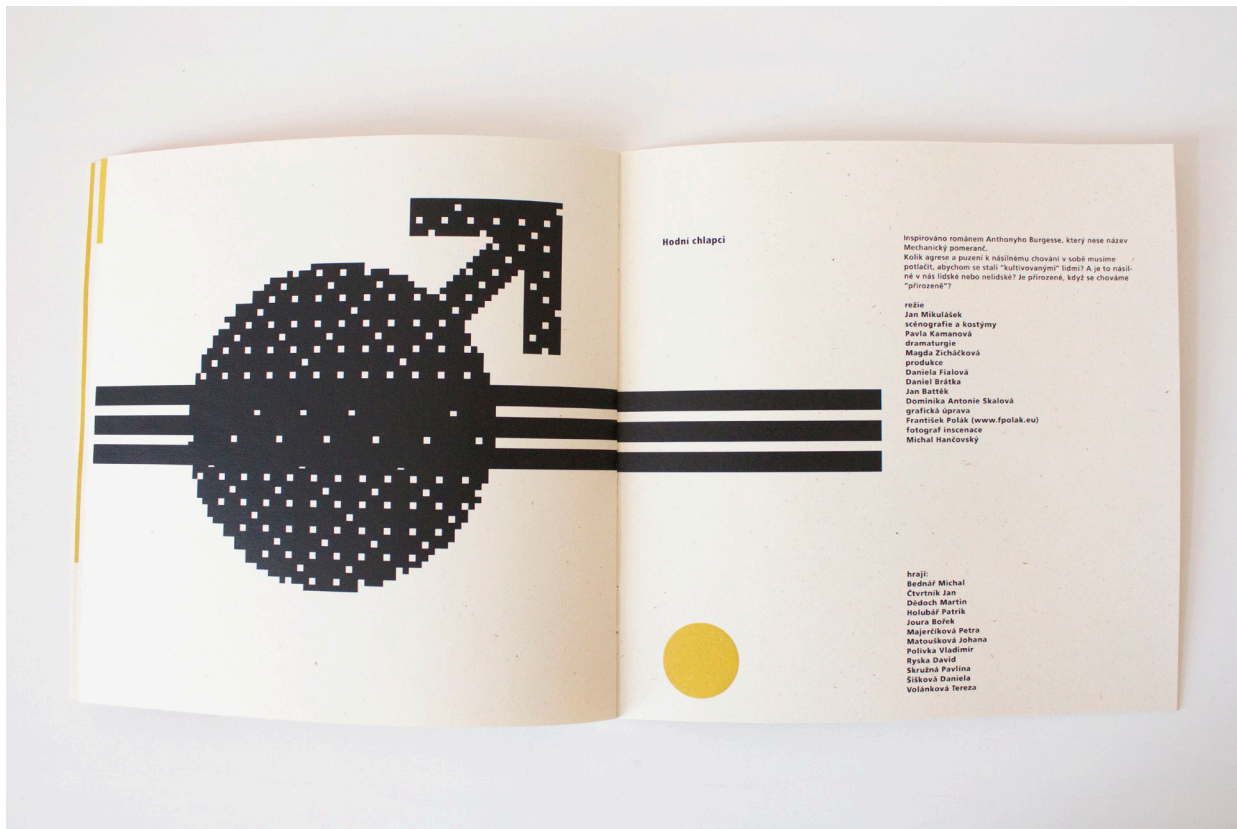 Hodní chlapci
Inspirováno románem Anthonyho Burgesse, který nese název
Mechanický pomeranč.
Kolik agrese a puzení k násilnému chování v sobě musíme
potlačit, abychom se stali "kultivovanými" lidmi? A je to násil-
né v nás lidské nebo nelidské? Je přirozené, když se chováme
"přirozeně"?
režie
Jan Mikulášek
scénografie a kostýmy
Pavla Kamanová
dramaturgie
Magda Zicháčková
produkce
Daniela Fialová
Daniel Brátka
Jan Battěk
Dominika Antonie Skalová
grafická úprava
František Polák (www.fpolak.eu)
fotograf inscenace
Michal Hančovský
hrají:
Bednář Michal
Čtvrtník Jan
Dědoch Martin
Holubář Patrik
Joura Bořek
Majerčíková Petra
Matoušková Johana
Polívka Vladimír
Ryska David
Skružná Pavlína
Šišková Daniela
Volánková Tereza